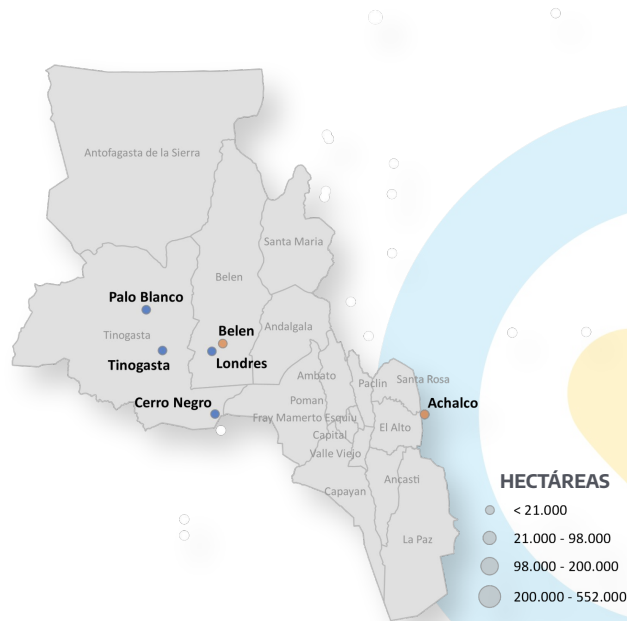 Antofagasta de la Sierra
Santa Maria
Belen
Palo Blanco
Tinogasta
Belen
Andalgala
Tinogasta
Londres
Ambato
Paclin
Santa Rosa
Cerro Negro
Poman
Achalco
Fray Mamerto Esquiu
El Alto
Capital
Valle Viejo
Ancasti
Capayan
La Paz
HECTÁREAS
< 21.000
21.000 - 98.000
98.000 - 200.000
200.000 - 552.000